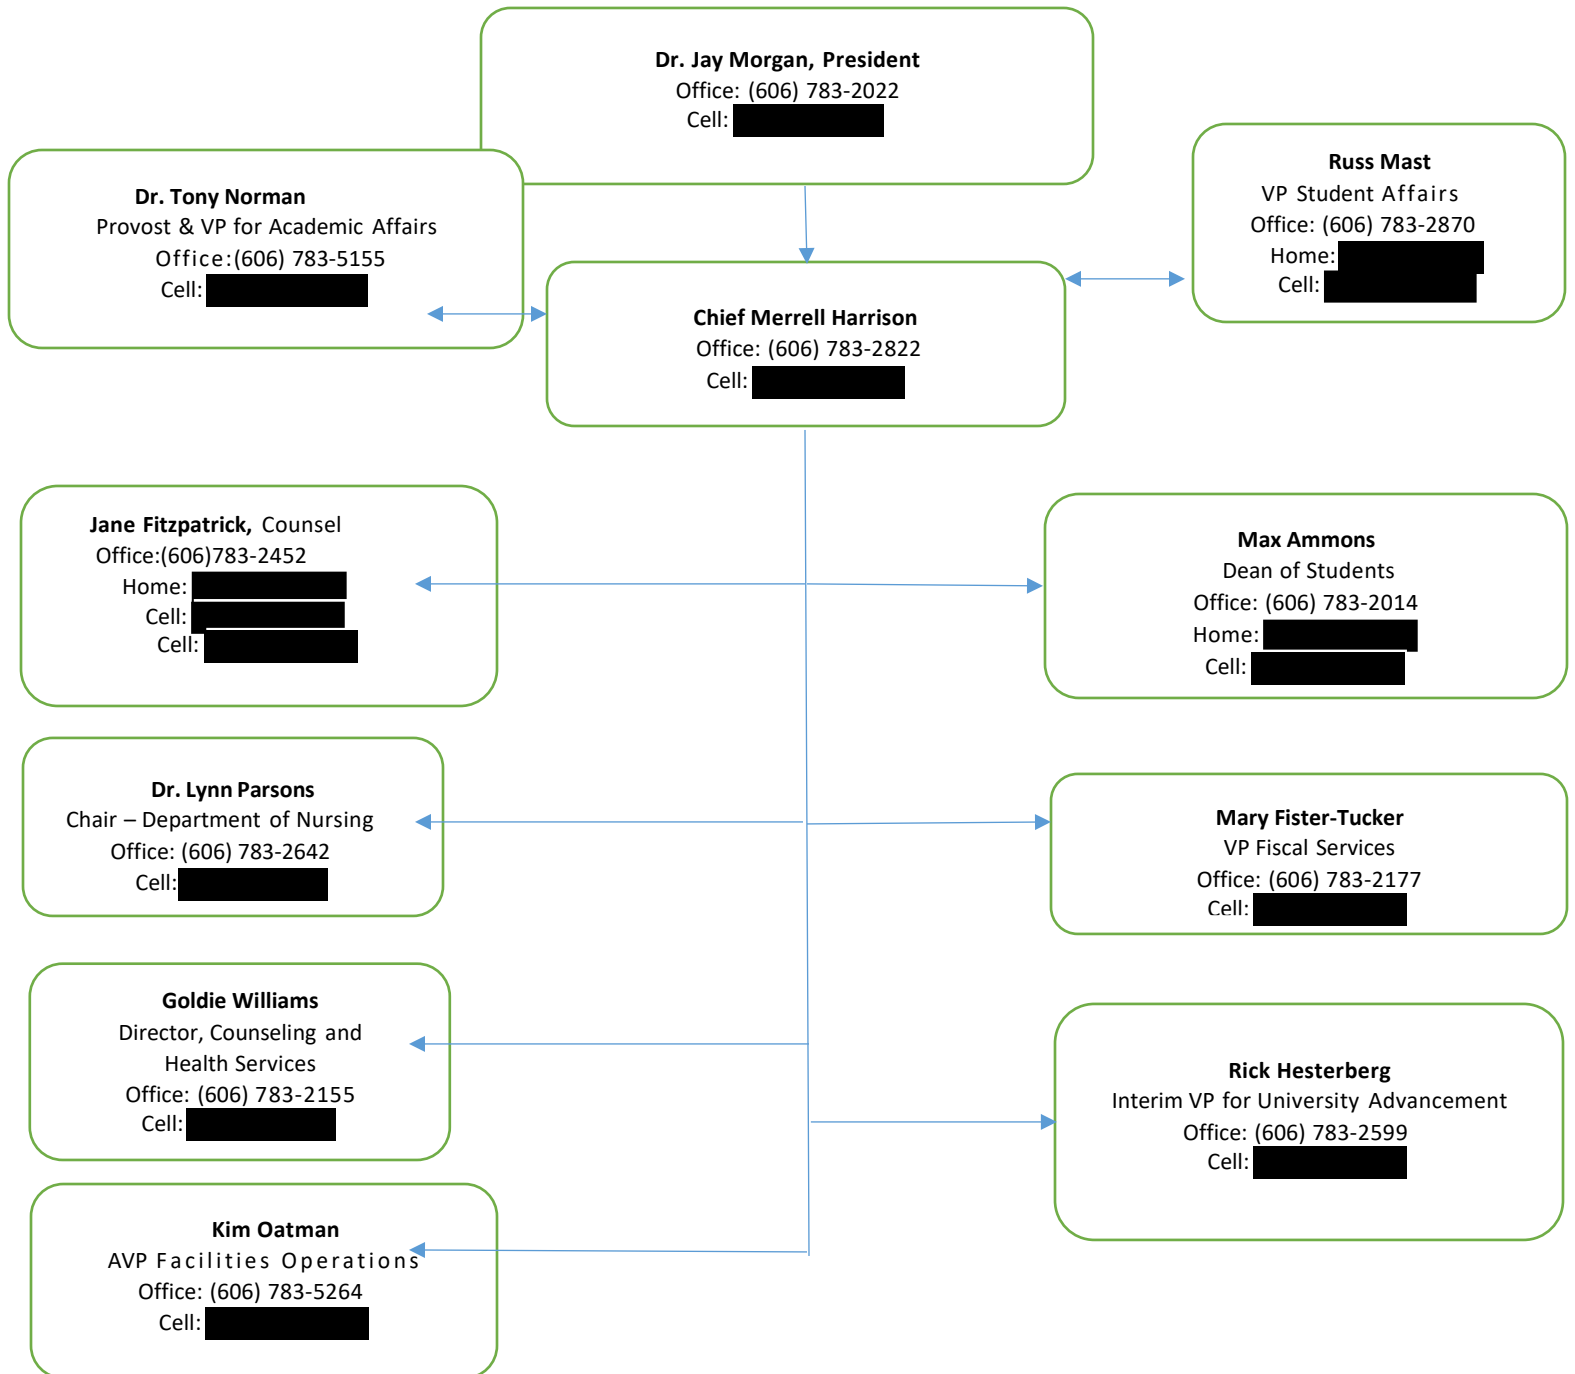 Dr. Jay Morgan, President
Office: (606) 783-2022
Cell:
Dr. Tony Norman
Provost & VP for Academic Affairs
Office:(606) 783-5155
Cell:
Russ Mast
VP Student Affairs
Office: (606) 783-2870
Home:
Cell:
Chief Merrell Harrison
Office: (606) 783-2822
Cell:
Jane Fitzpatrick, Counsel
Office:(606)783-2452
Home:
Cell:
Cell:
Max Ammons
Dean of Students
Office: (606) 783-2014
Home:
Cell:
Dr. Lynn Parsons
Chair – Department of Nursing
Office: (606) 783-2642
Cell:
Mary Fister-Tucker
VP Fiscal Services
Office: (606) 783-2177
Cell:
Goldie Williams
Director, Counseling and
Health Services
Office: (606) 783-2155
Cell:
Rick Hesterberg
Interim VP for University Advancement
Office: (606) 783-2599
Cell:
Kim Oatman
AVP Facilities Operations
Office: (606) 783-5264
Cell: